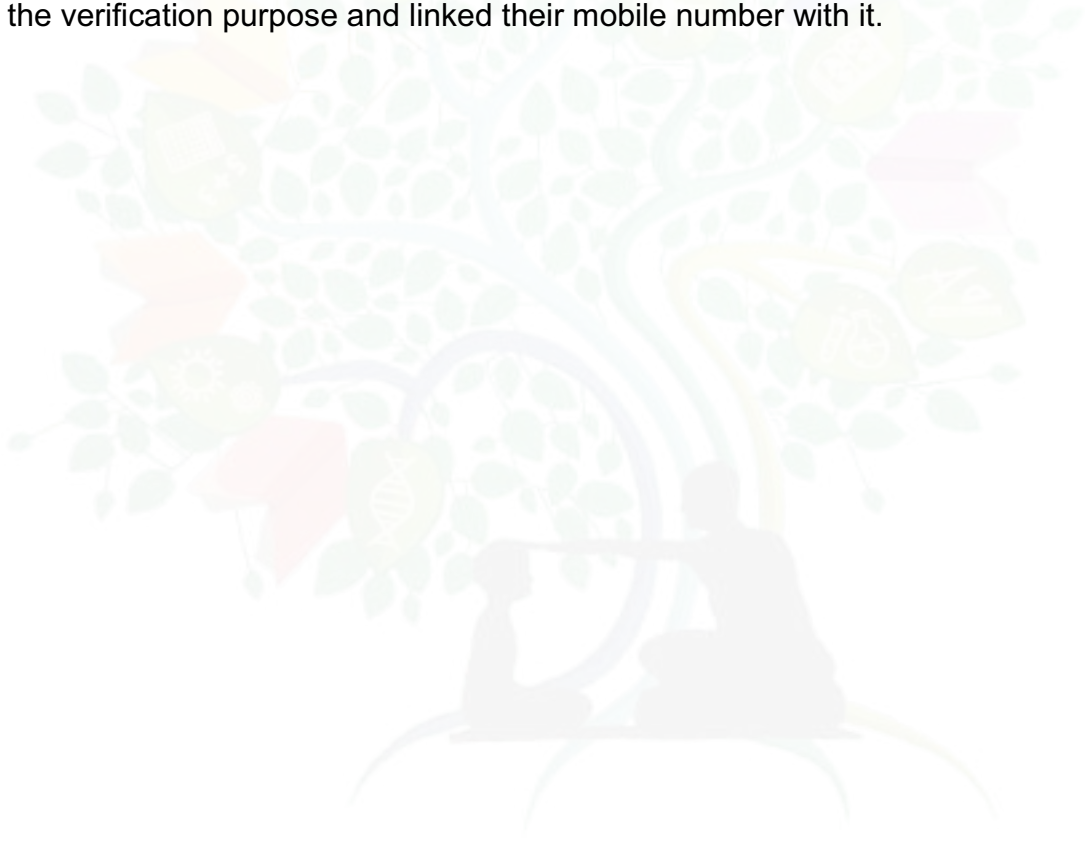 the verification purpose and linked their mobile number with it.